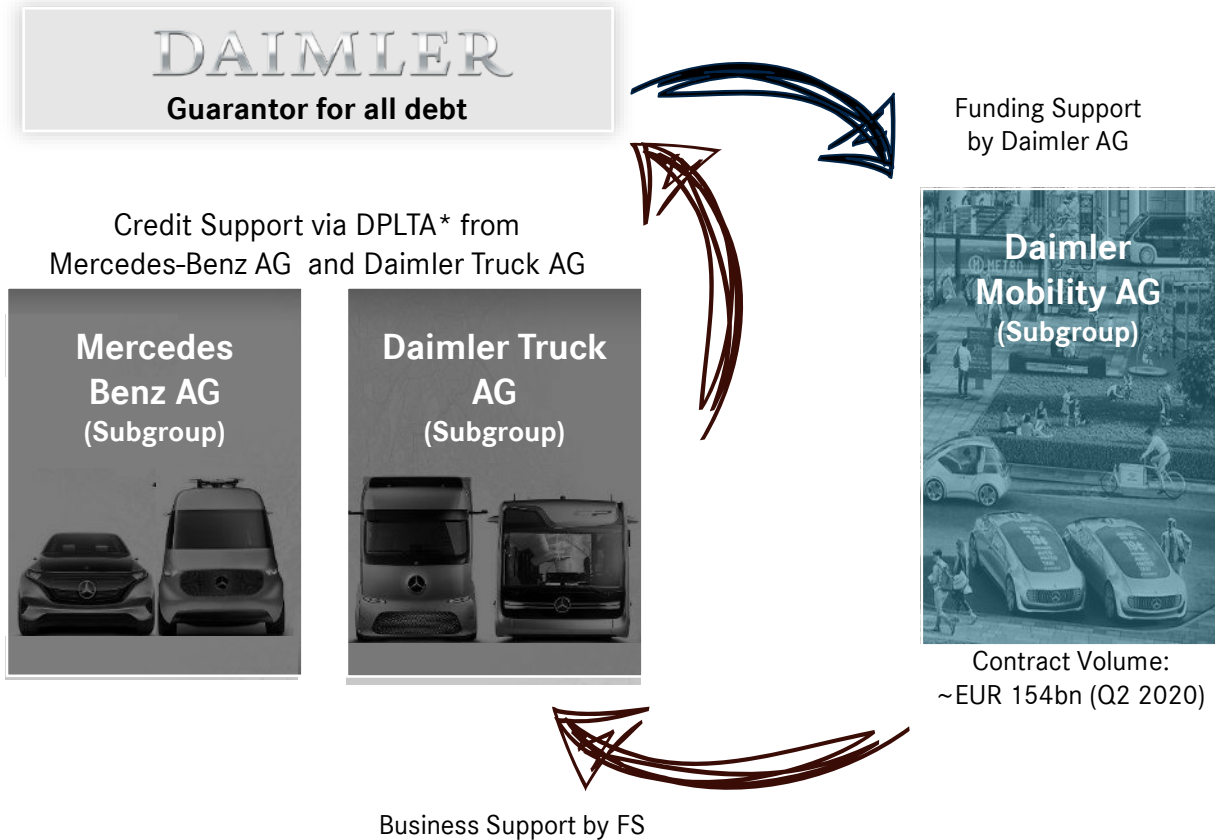 DAIMLER
Guarantor for all debt
Funding Support
by Daimler AG
Credit Support via DPLTA* from
Mercedes-Benz AG and Daimler Truck AG
Mercedes
Benz AG
(Subgroup)
Daimler Truck
AG
(Subgroup)
Daimler
Mobility AG
(Subgroup)
METRO
Contract Volume:
~EUR 154bn (Q2 2020)
Business Support by FS